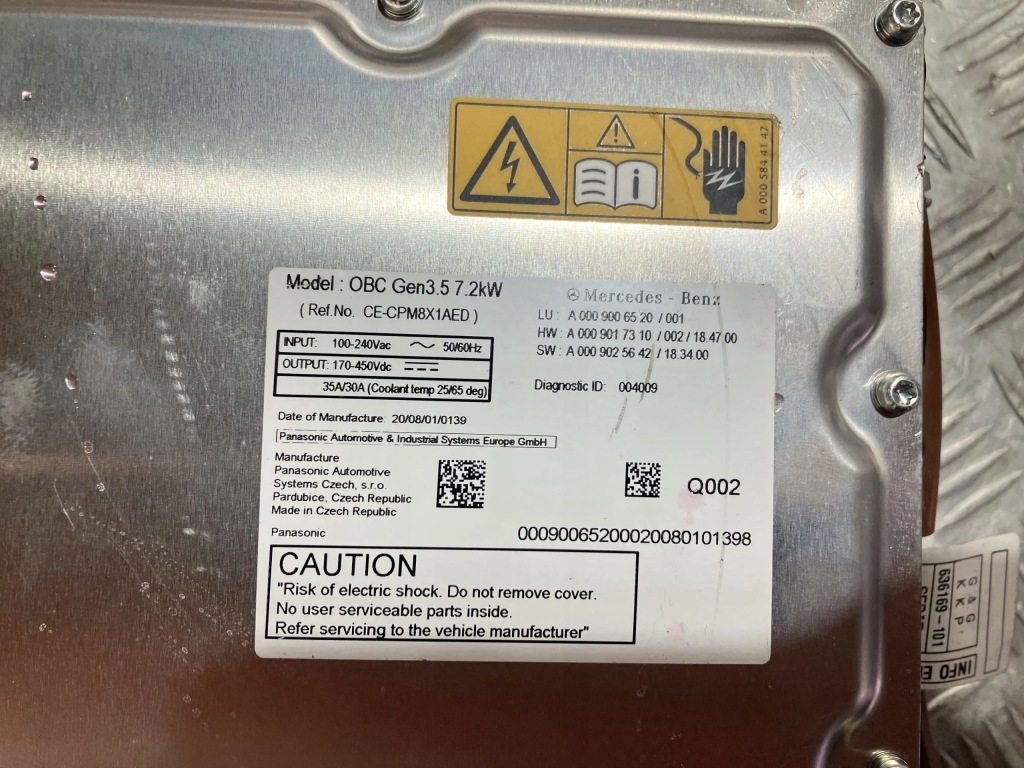 A 000 584 41 47
Model : OBC Gen3.5 7.2kW
( Ref.No. CE-CPM8X1AED )
INPUT: 100-240Vac ~ 50/60Hz
OUTPUT: 170-450Vdc
35A/30A (Coolant temp 25/65 deg)
Mercedes - Benz
LU : A 000 900 65 20 / 001
HW : A 000 901 73 10 / 002 / 18.47 00
SW : A 000 902 56 42 / 18.34.00
Diagnostic ID: 004009
Date of Manufacture: 20/08/01/0139
Panasonic Automotive & Industrial Systems Europe GmbH
Manufacture
Panasonic Automotive
Systems Czech, s.r.o.
Pardubice, Czech Republic
Made in Czech Republic
Panasonic
Q002
00090065200020080101398
CAUTION
"Risk of electric shock. Do not remove cover.
No user serviceable parts inside.
Refer servicing to the vehicle manufacturer"
G&G,
KKP
636169-101
INFO